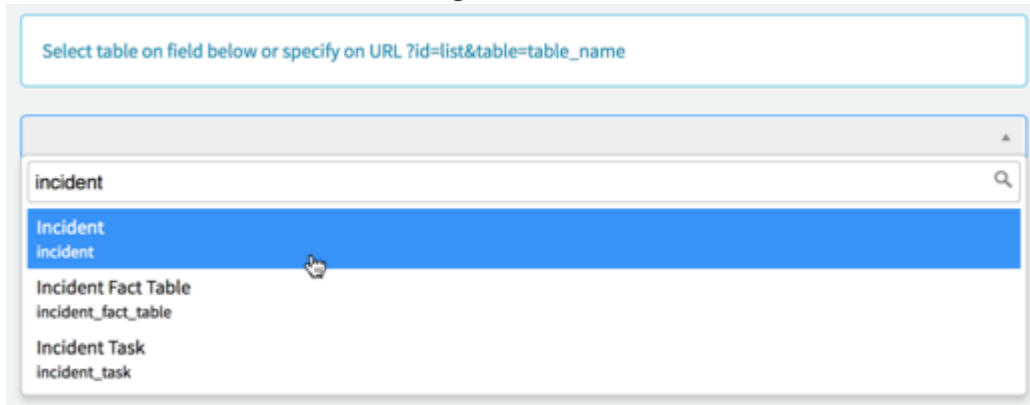 Select table on field below or specify on URL ?id=list&table=table_name
incident
Incident
incident
Incident Fact Table
incident_fact_table
Incident Task
incident_task